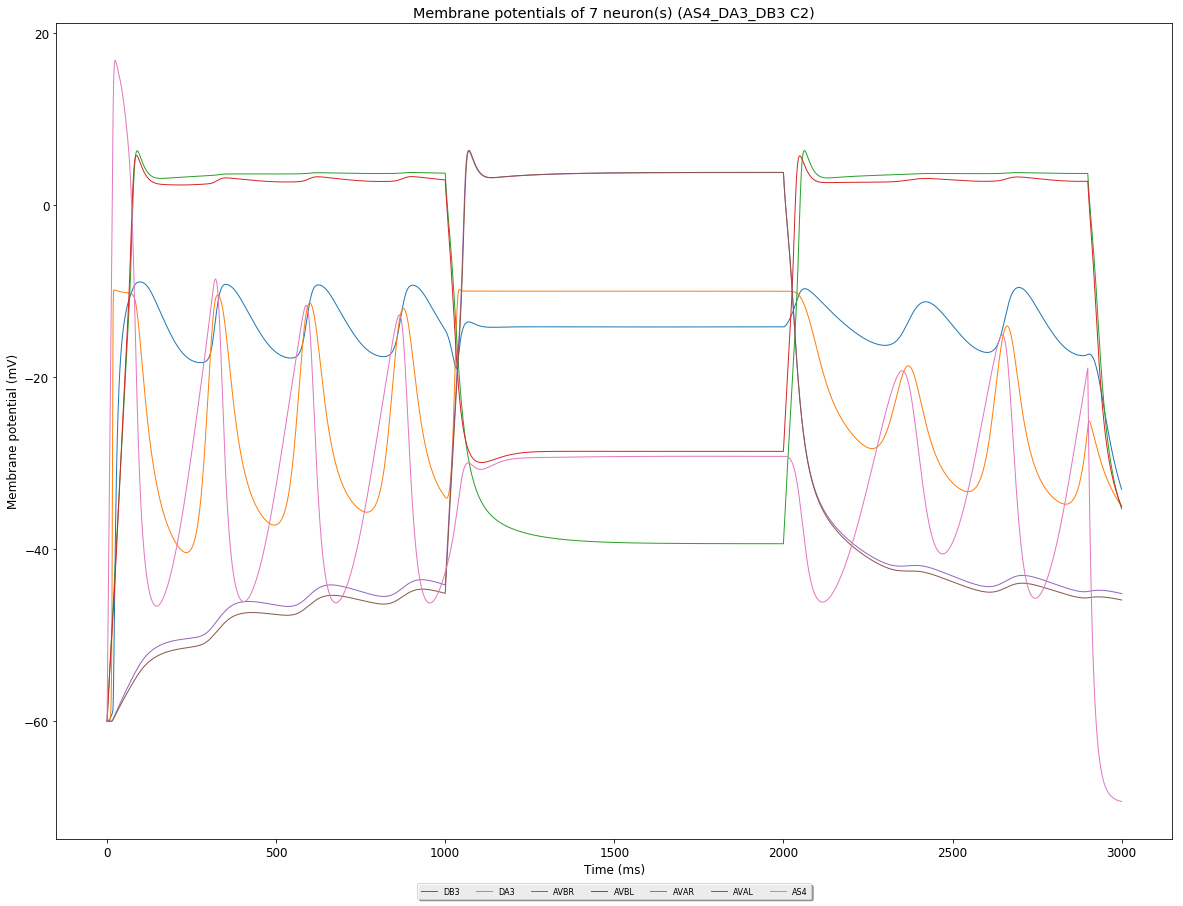 Membrane potentials of 7 neuron(s) (AS4_DA3_DB3 C2)
20
0
−20
−40
−60
Membrane potential (mV)
0 500 1000 1500 2000 2500 3000
Time (ms)
DB3 DA3 AVBR AVBL AVAR AVAL AS4